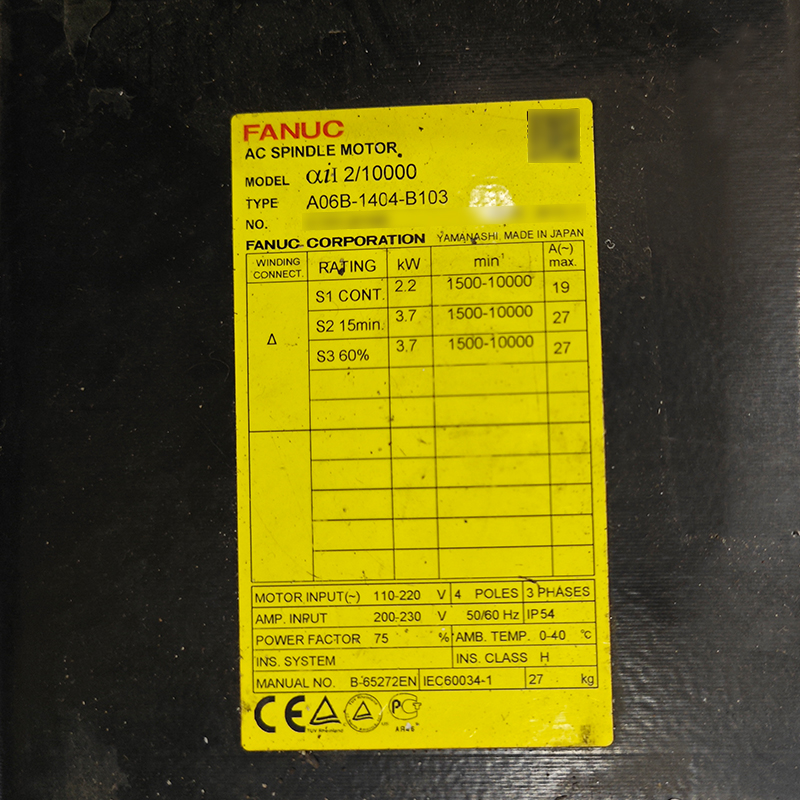 FANUC
AC SPINDLE MOTOR
MODEL αiI 2/10000
TYPE A06B-1404-B103
NO.
FANUC CORPORATION YAMANASHI, MADE IN JAPAN
WINDING CONNECT. RATING kW min⁻¹ A(~) max.
Δ
S1 CONT. 2.2 1500-10000 19
S2 15min. 3.7 1500-10000 27
S3 60% 3.7 1500-10000 27
MOTOR INPUT(~) 110-220 V 4 POLES 3 PHASES
AMP. INPUT 200-230 V 50/60 Hz IP54
POWER FACTOR 75 % AMB. TEMP. 0-40 °C
INS. SYSTEM INS. CLASS H
MANUAL NO. B-65272EN IEC60034-1 27 kg
CE
TÜV Rheinland